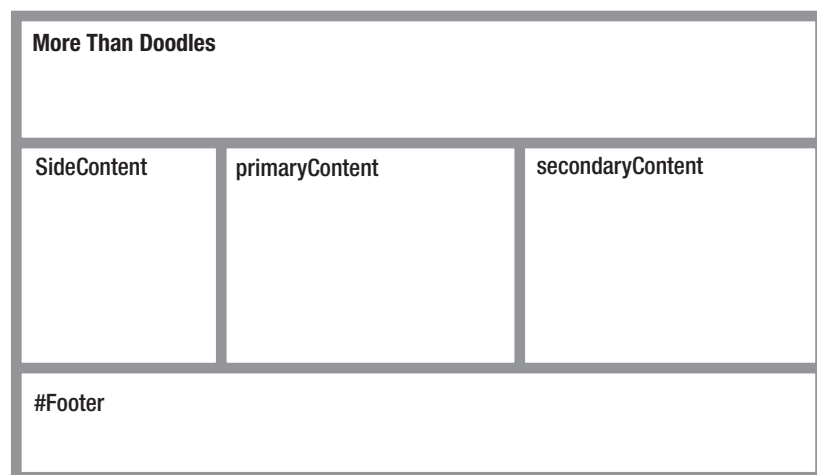 More Than Doodles
SideContent
primaryContent
secondaryContent
#Footer